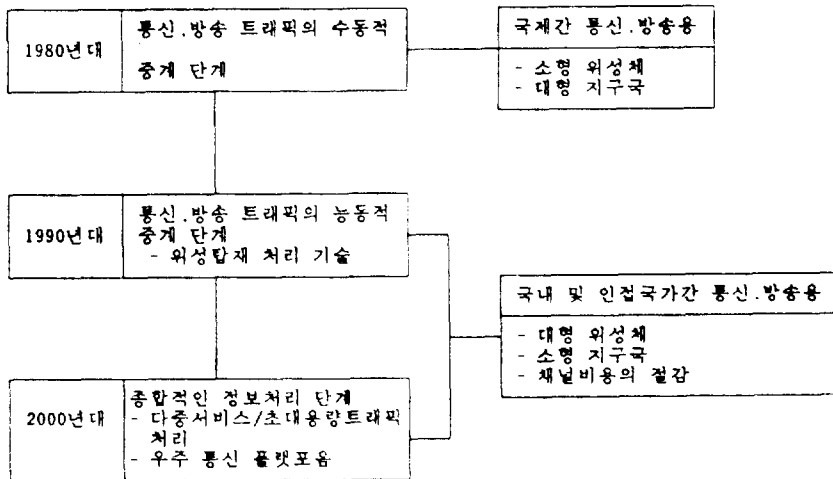 1980년대
통신.방송 트래픽의 수동적
중계 단계
국제간 통신.방송용
- 소형 위성체
- 대형 지구국
1990년대
통신.방송 트래픽의 능동적
중계 단계
- 위성탑재 처리 기술
국내 및 인접국가간 통신.방송용
- 대형 위성체
- 소형 지구국
- 채널비용의 절감
2000년대
종합적인 정보처리 단계
- 다중서비스/초대용량트래픽
처리
- 우주 통신 플랫포옴